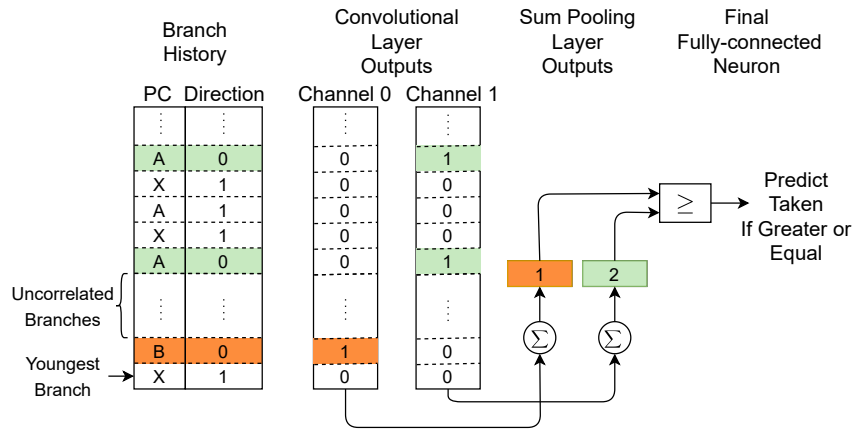 Branch
History
Convolutional
Layer
Outputs
Sum Pooling
Layer
Outputs
Final
Fully-connected
Neuron
PC Direction Channel 0 Channel 1
⋮ ⋮ ⋮ ⋮
A 0 0 1
X 1 0 0
A 1 0 0
X 1 0 0
A 0 0 1
⋮ ⋮ ⋮ ⋮
B 0 1 0
X 1 0 0
Uncorrelated
Branches
Youngest
Branch
1 2
Σ Σ
≥
Predict
Taken
If Greater or
Equal